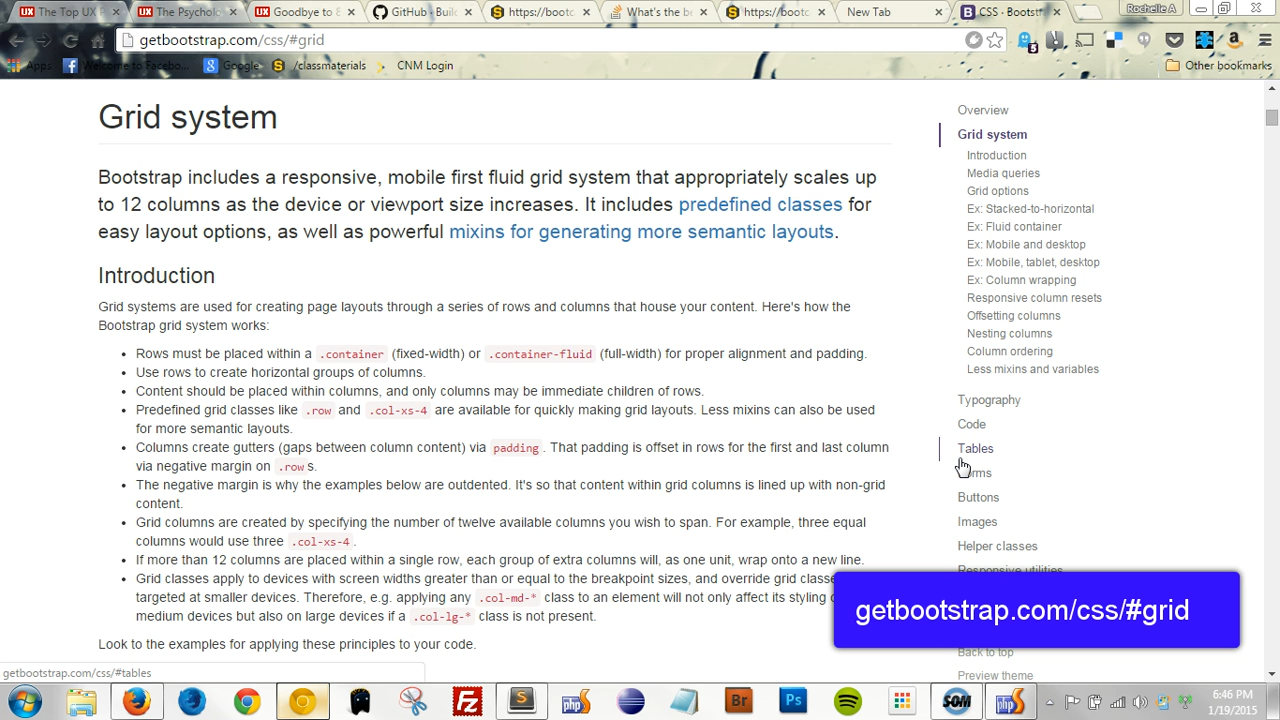 The Top UX
The Psycholo
Goodbye to 8
GitHub · Buil
https://bootc
What's the b
https://bootc
New Tab
CSS · Bootst
Rochelle A
getbootstrap.com/css/#grid
5
Apps
Welcome to Facebo...
Google
/classmaterials
CNM Login
Other bookmarks
Grid system
Bootstrap includes a responsive, mobile first fluid grid system that appropriately scales up
to 12 columns as the device or viewport size increases. It includes predefined classes for
easy layout options, as well as powerful mixins for generating more semantic layouts.
Introduction
Grid systems are used for creating page layouts through a series of rows and columns that house your content. Here's how the
Bootstrap grid system works:
• Rows must be placed within a .container (fixed-width) or .container-fluid (full-width) for proper alignment and padding.
• Use rows to create horizontal groups of columns.
• Content should be placed within columns, and only columns may be immediate children of rows.
• Predefined grid classes like .row and .col-xs-4 are available for quickly making grid layouts. Less mixins can also be used
for more semantic layouts.
• Columns create gutters (gaps between column content) via padding. That padding is offset in rows for the first and last column
via negative margin on .row s.
• The negative margin is why the examples below are outdented. It's so that content within grid columns is lined up with non-grid
content.
• Grid columns are created by specifying the number of twelve available columns you wish to span. For example, three equal
columns would use three .col-xs-4.
• If more than 12 columns are placed within a single row, each group of extra columns will, as one unit, wrap onto a new line.
• Grid classes apply to devices with screen widths greater than or equal to the breakpoint sizes, and override grid classe
targeted at smaller devices. Therefore, e.g. applying any .col-md-* class to an element will not only affect its styling
medium devices but also on large devices if a .col-lg-* class is not present.
Look to the examples for applying these principles to your code.
Overview
Grid system
Introduction
Media queries
Grid options
Ex: Stacked-to-horizontal
Ex: Fluid container
Ex: Mobile and desktop
Ex: Mobile, tablet, desktop
Ex: Column wrapping
Responsive column resets
Offsetting columns
Nesting columns
Column ordering
Less mixins and variables
Typography
Code
Tables
Forms
Buttons
Images
Helper classes
Responsive utilities
getbootstrap.com/css/#grid
Back to top
Preview theme
getbootstrap.com/css/#tables
6:46 PM
1/19/2015